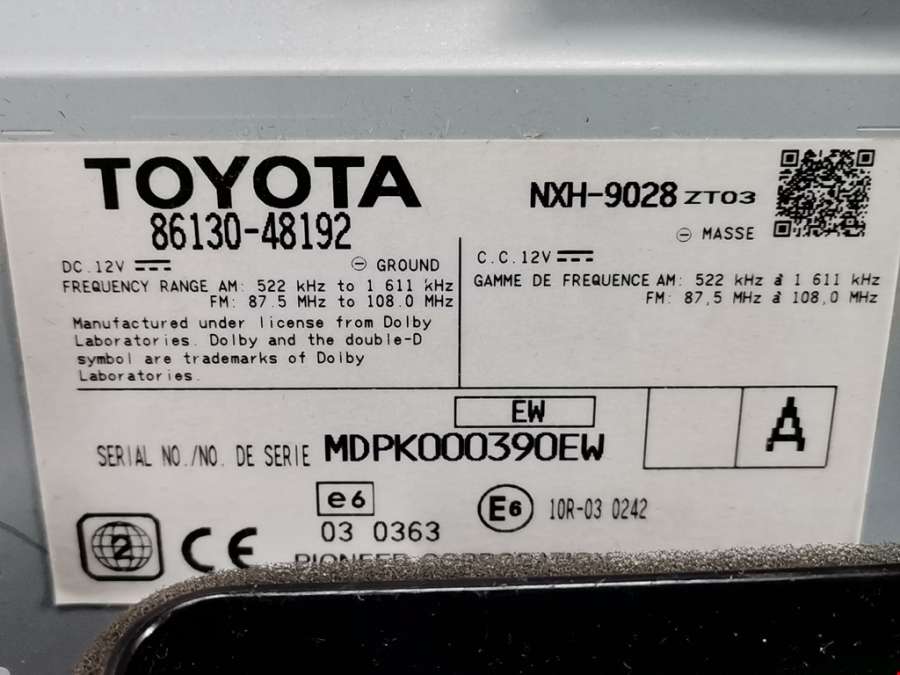 TOYOTA
86130-48192
NXH-9028 ZT03
MASSE
DC.12V
GROUND
FREQUENCY RANGE AM: 522 kHz to 1 611 kHz
FM: 87.5 MHz to 108.0 MHz
Manufactured under license from Dolby
Laboratories. Dolby and the double-D
symbol are trademarks of Dolby
Laboratories.
C.C.12V
GAMME DE FREQUENCE AM: 522 kHz à 1 611 kHz
FM: 87,5 MHz à 108,0 MHz
EW
A
SERIAL NO./NO. DE SERIE MDPK000390EW
e6
03 0363
E6 10R-03 0242
2
CE
PIONEER CORPORATION